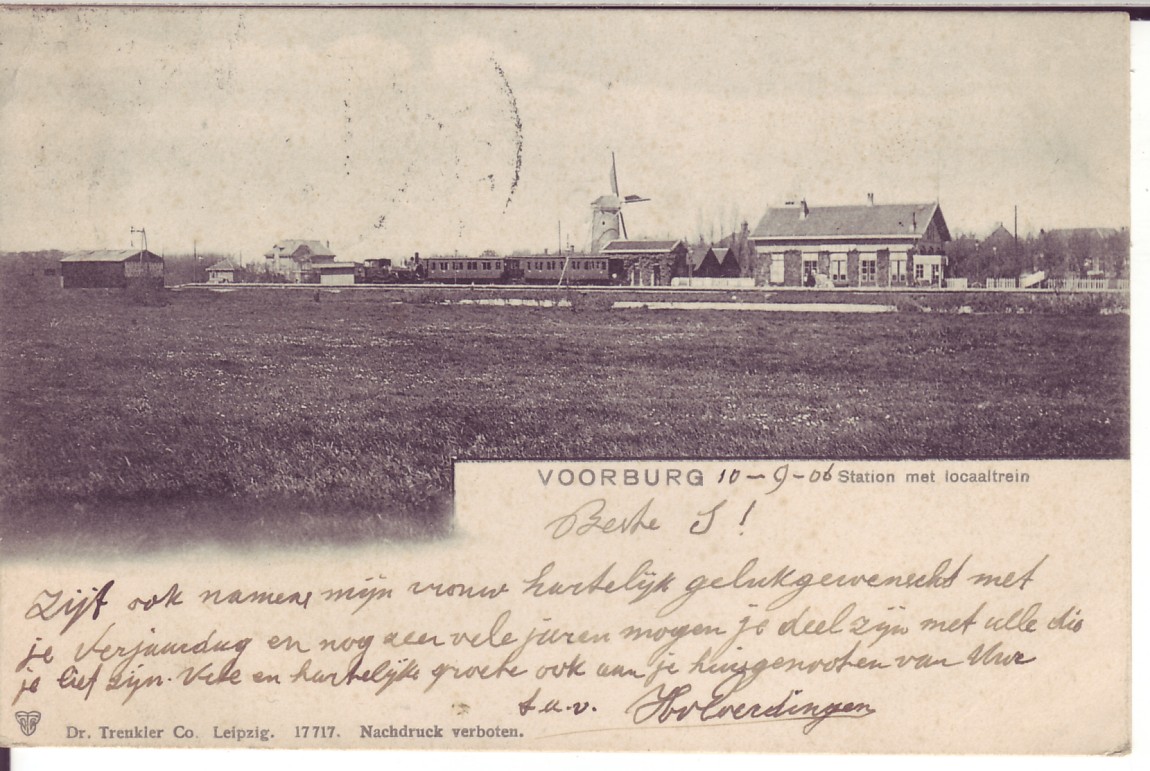 VOORBURG 10-9-06 Station met locaaltrein
Beste S!
Zijt ook namens mijn vrouw hartelijk gelukgewenscht met
je Verjaardag en nog zeer vele jaren mogen je deel zijn met alle die
je lief zijn. Vele en hartelijke groete ook aan je huisgenooten van Uwe
t.a.v.
Dr. Trenkler Co. Leipzig. 17717. Nachdruck verboten.